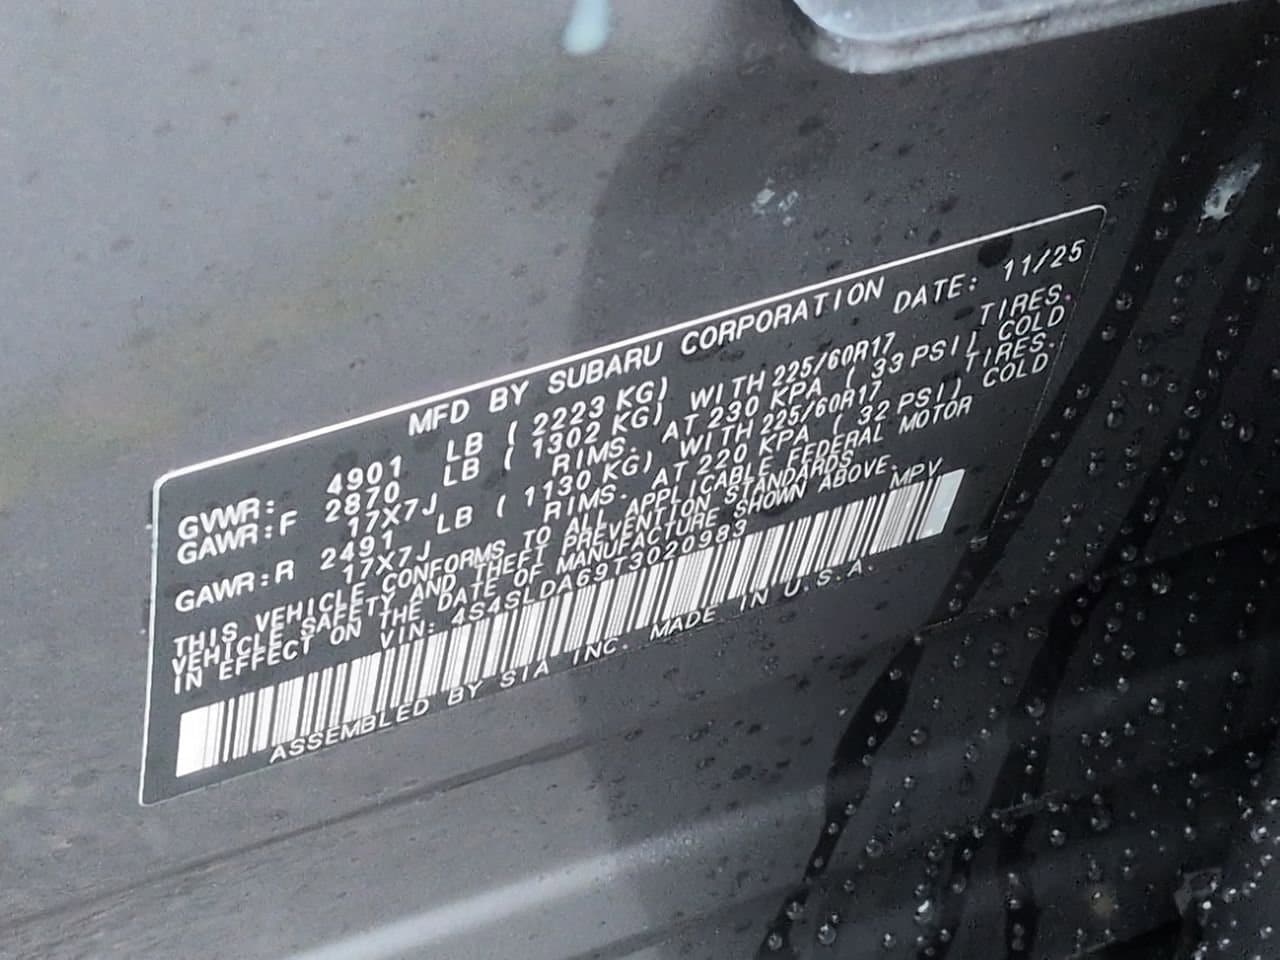 MFD BY SUBARU CORPORATION DATE: 11/25
GVWR: 4901 LB ( 2223 KG)
GAWR:F 2870 LB ( 1302 KG) WITH 225/60R17 TIRES.
17X7J RIMS. AT 230 KPA ( 33 PSI) COLD
GAWR:R 2491 LB ( 1130 KG) WITH 225/60R17 TIRES.
17X7J RIMS. AT 220 KPA ( 32 PSI) COLD
THIS VEHICLE CONFORMS TO ALL APPLICABLE FEDERAL MOTOR
VEHICLE SAFETY AND THEFT PREVENTION STANDARDS
IN EFFECT ON THE DATE OF MANUFACTURE SHOWN ABOVE.
VIN: 4S4SLDA69T3020983 MPV
ASSEMBLED BY SIA INC. MADE IN U.S.A.